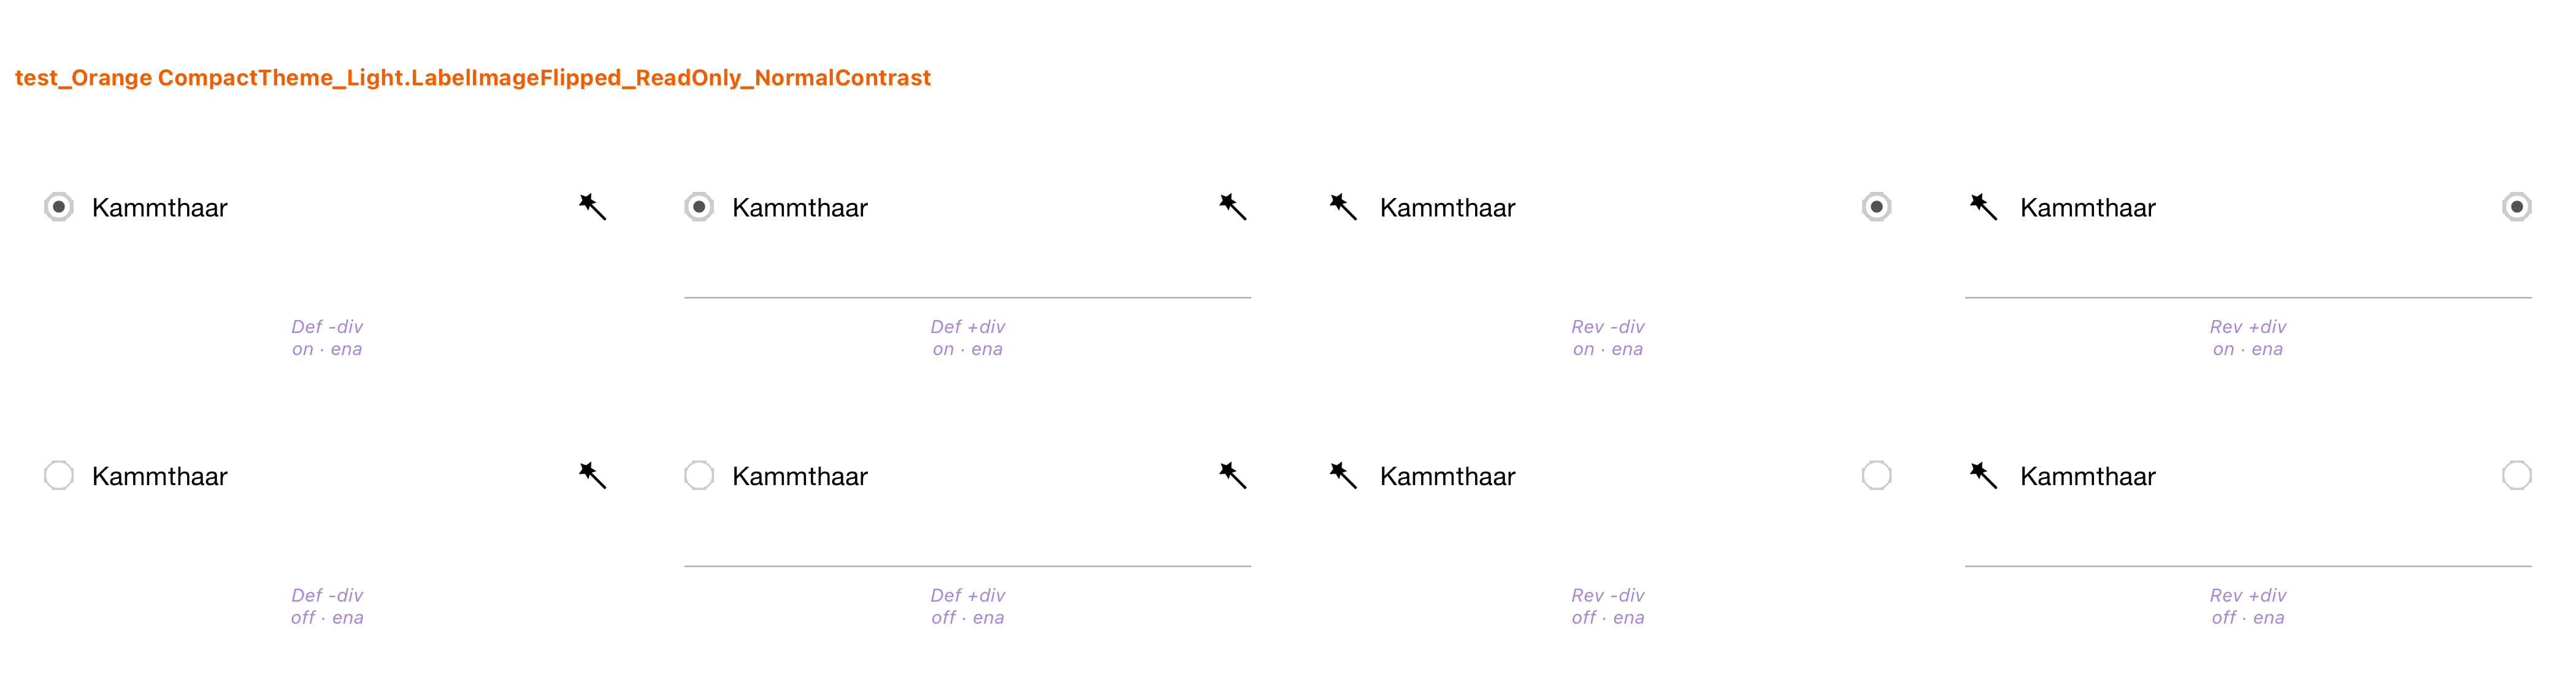 test_Orange CompactTheme_Light.LabelImageFlipped_ReadOnly_NormalContrast
Kammthaar
Kammthaar
Kammthaar
Kammthaar
Def -div
on · ena
Def +div
on · ena
Rev -div
on · ena
Rev +div
on · ena
Kammthaar
Kammthaar
Kammthaar
Kammthaar
Def -div
off · ena
Def +div
off · ena
Rev -div
off · ena
Rev +div
off · ena